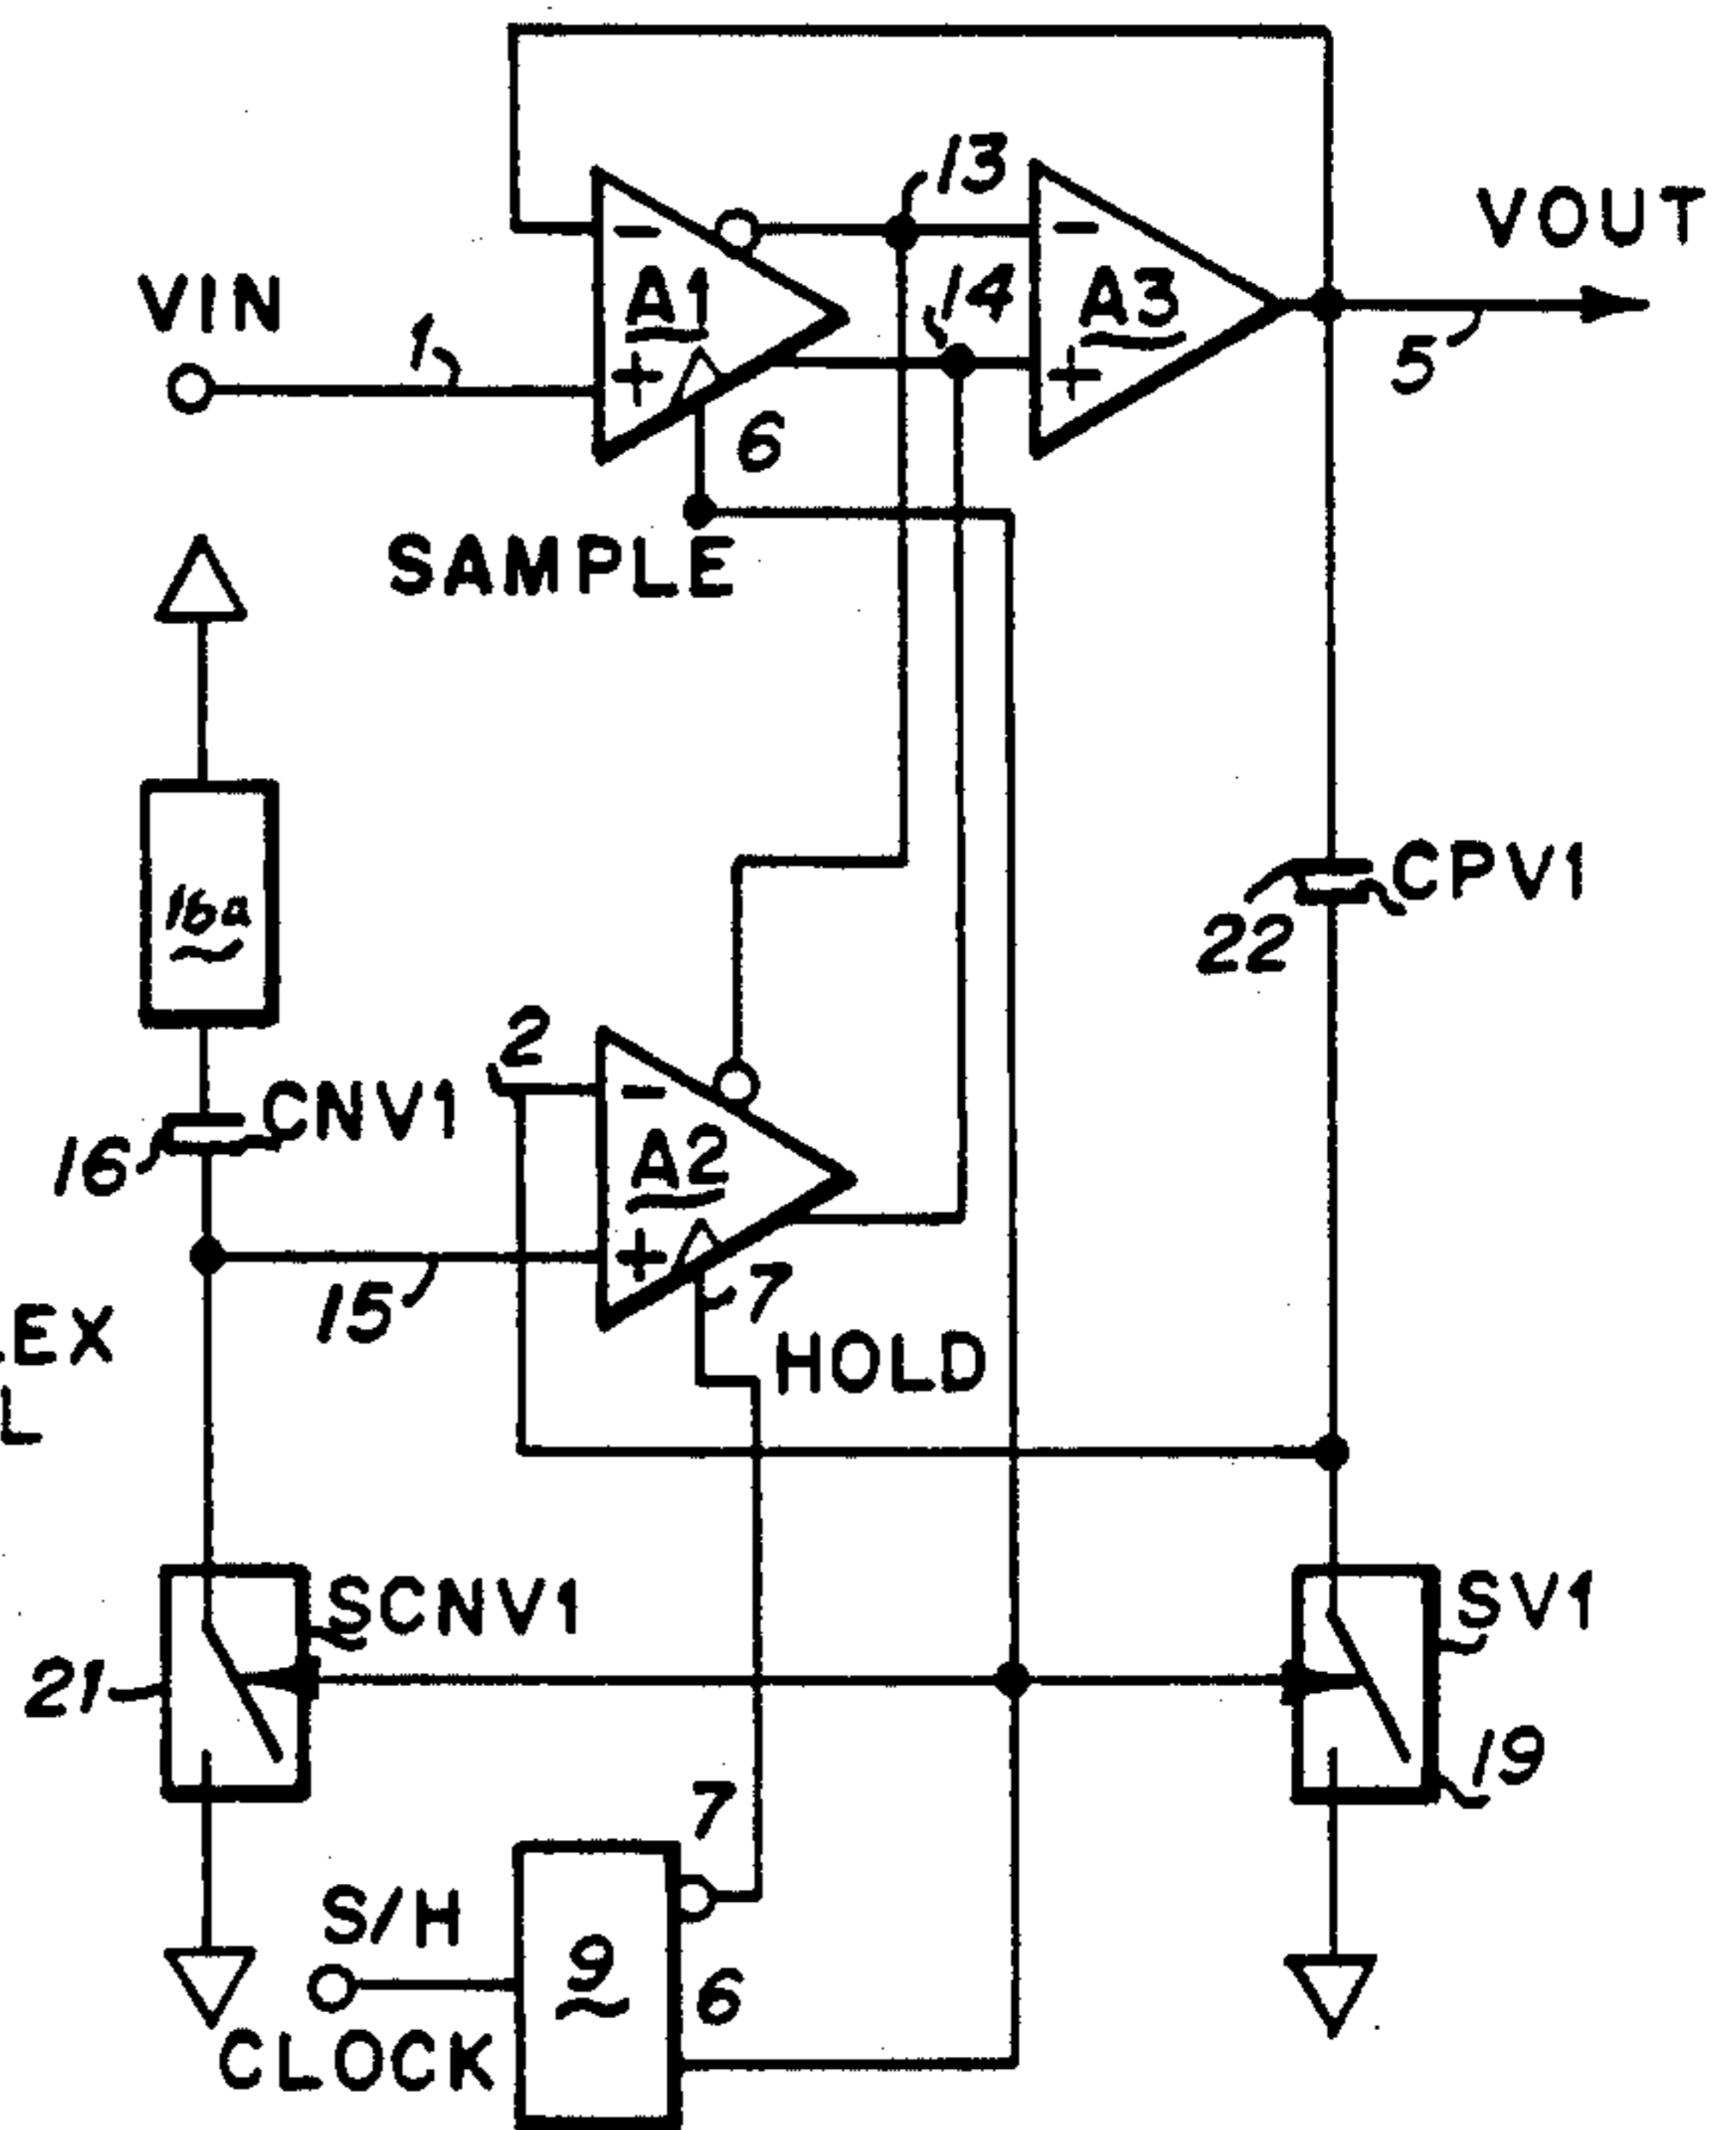 13
VOUT
VIN
1
- A1 +
14
- A3 +
5
6
SAMPLE
16a
CPV1
22
2
CNV1
16
- A2 +
15
7
HOLD
LEX
L
SCNV1
SV1
21
19
7
S/H
9
6
CLOCK